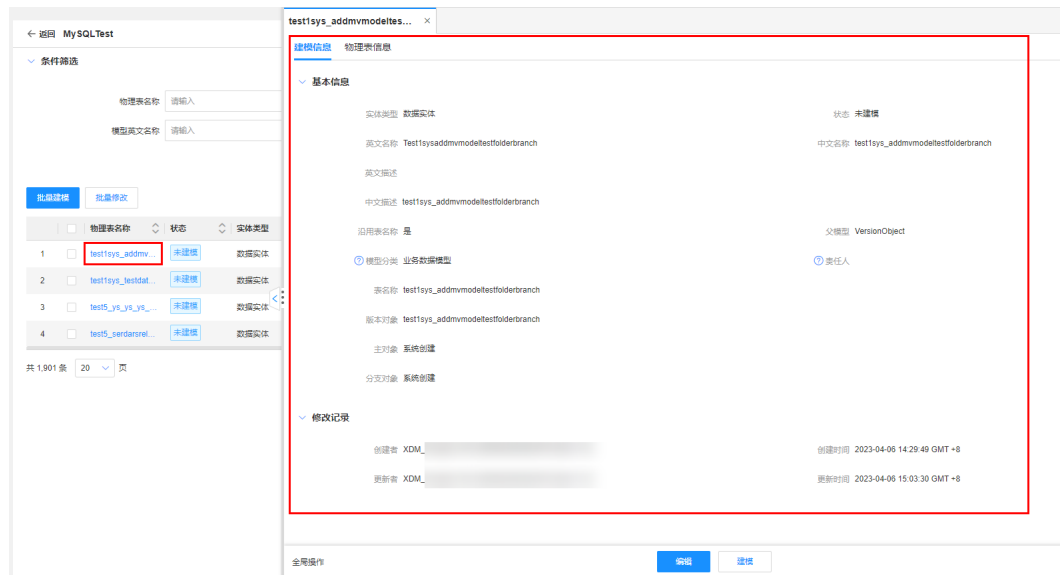 ← 返回 MySQLTest
条件筛选
物理表名称 请输入
模型英文名称 请输入
批量建模 批量修改
物理表名称 状态 实体类型
1 test1sys_addmv... 未建模 数据实体
2 test1sys_testdat... 未建模 数据实体
3 test5_ys_ys_ys_... 未建模 数据实体
4 test5_serdarsrel... 未建模 数据实体
共 1,901 条 20 页
test1sys_addmvmodeltes... ×
建模信息 物理表信息
基本信息
实体类型 数据实体 状态 未建模
英文名称 Test1sysaddmvmodeltestfolderbranch 中文名称 test1sys_addmvmodeltestfolderbranch
英文描述
中文描述 test1sys_addmvmodeltestfolderbranch
沿用表名称 是 父模型 VersionObject
? 模型分类 业务数据模型 ? 责任人
表名称 test1sys_addmvmodeltestfolderbranch
版本对象 test1sys_addmvmodeltestfolderbranch
主对象 系统创建
分支对象 系统创建
修改记录
创建者 XDM_ 创建时间 2023-04-06 14:29:49 GMT +8
更新者 XDM_ 更新时间 2023-04-06 15:03:30 GMT +8
全局操作 编辑 建模